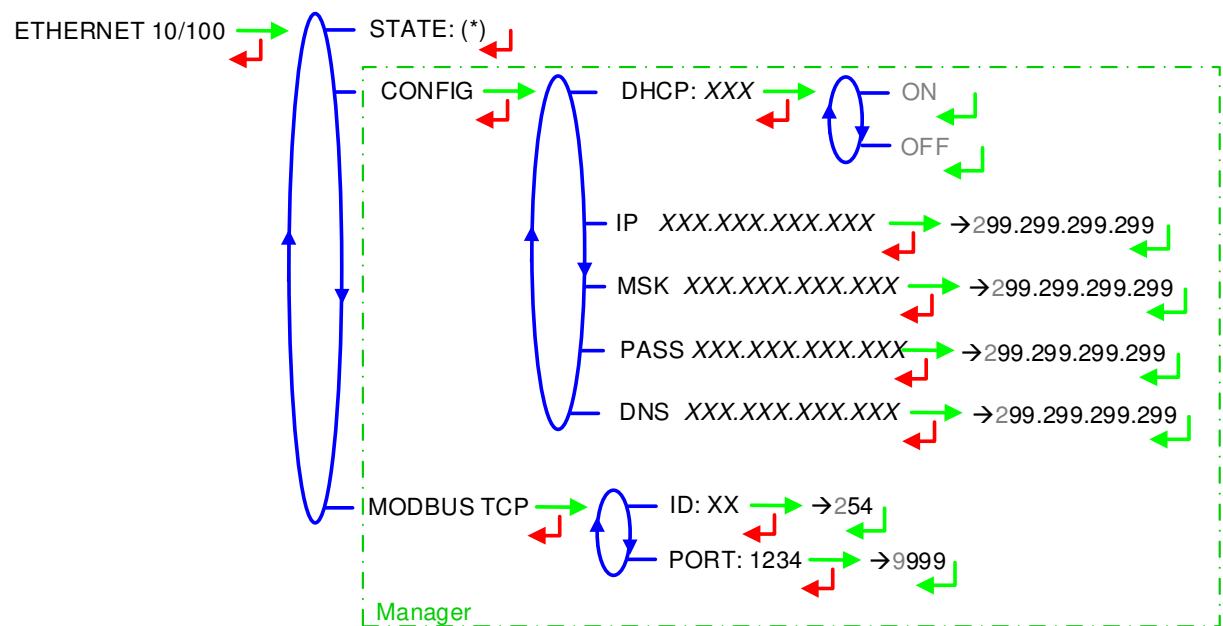 ETHERNET 10/100 STATE: (*)
CONFIG DHCP: XXX ON
OFF
IP XXX.XXX.XXX.XXX →299.299.299.299
MSK XXX.XXX.XXX.XXX →299.299.299.299
PASS XXX.XXX.XXX.XXX →299.299.299.299
DNS XXX.XXX.XXX.XXX →299.299.299.299
MODBUS TCP ID: XX →254
PORT: 1234 →9999
Manager